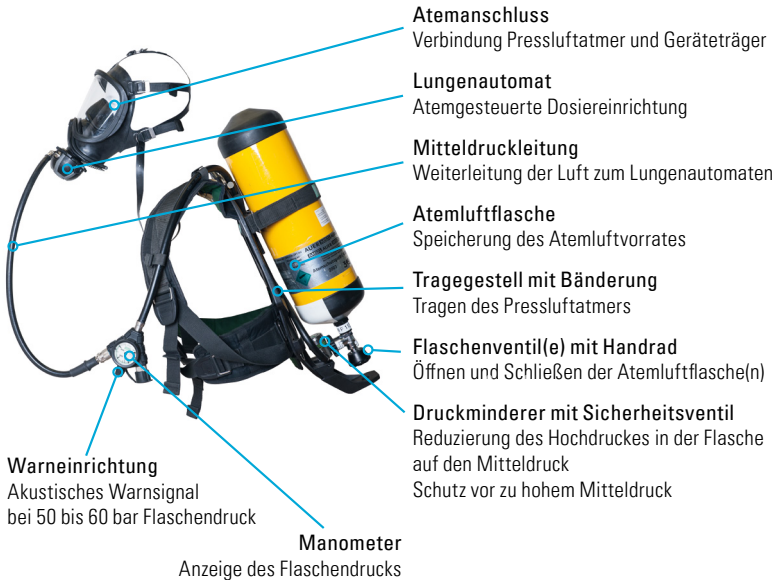 Atemanschluss
Verbindung Pressluftatmer und Geräteträger
Lungenautomat
Atemgesteuerte Dosiereinrichtung
Mitteldruckleitung
Weiterleitung der Luft zum Lungenautomaten
Atemluftflasche
Speicherung des Atemluftvorrates
Tragegestell mit Bänderung
Tragen des Pressluftatmers
Flaschenventil(e) mit Handrad
Öffnen und Schließen der Atemluftflasche(n)
Druckminderer mit Sicherheitsventil
Reduzierung des Hochdruckes in der Flasche
auf den Mitteldruck
Schutz vor zu hohem Mitteldruck
Warneinrichtung
Akustisches Warnsignal
bei 50 bis 60 bar Flaschendruck
Manometer
Anzeige des Flaschendrucks